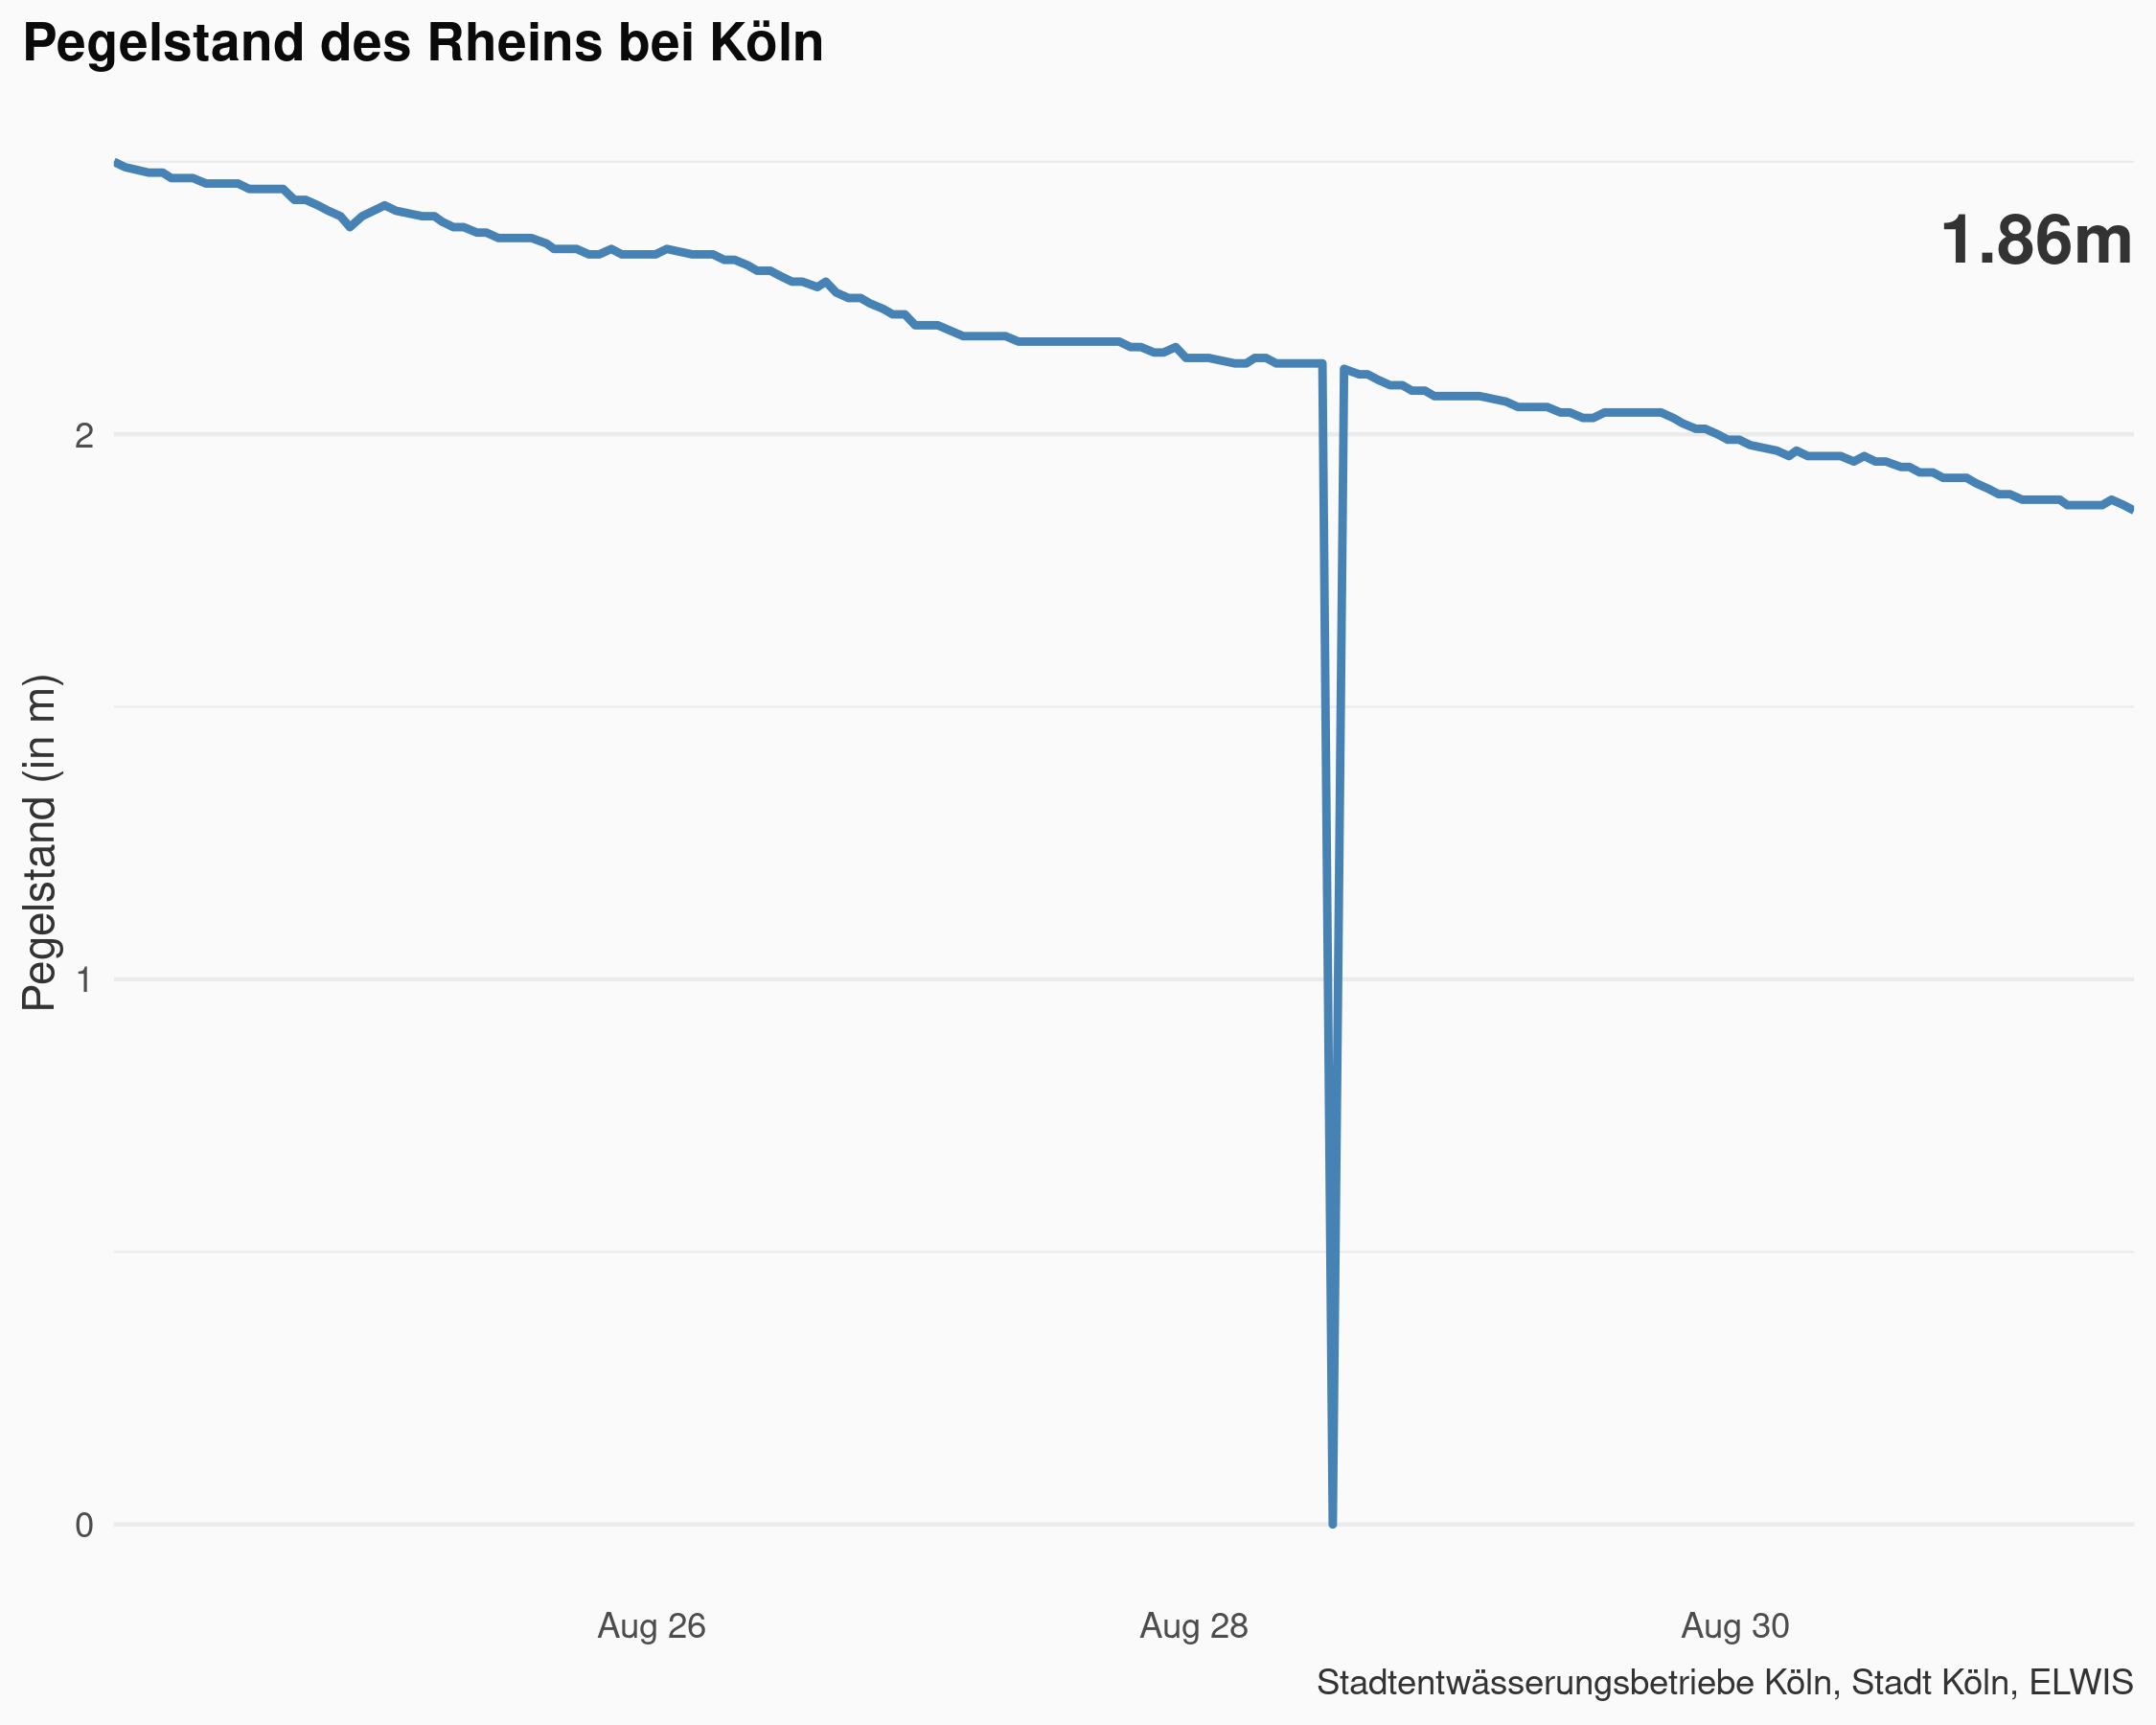 Pegelstand des Rheins bei Köln
1.86m
Pegelstand (in m)
2
1
0
Aug 26
Aug 28
Aug 30
Stadtentwässerungsbetriebe Köln, Stadt Köln, ELWIS